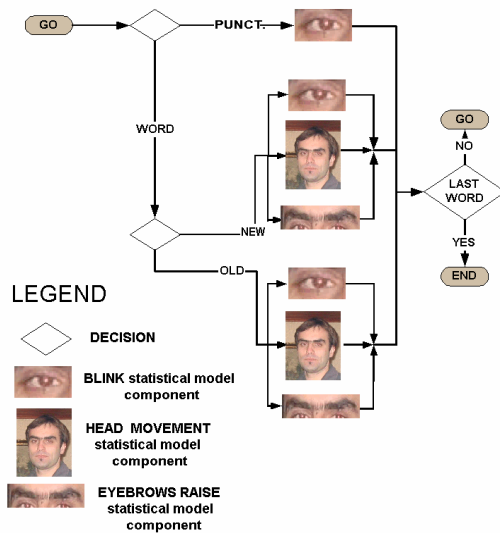 GO
PUNCT.
WORD
NEW
OLD
GO
NO
LAST
WORD
YES
END
LEGEND
DECISION
BLINK statistical model
component
HEAD MOVEMENT
statistical model
component
EYEBROWS RAISE
statistical model
component